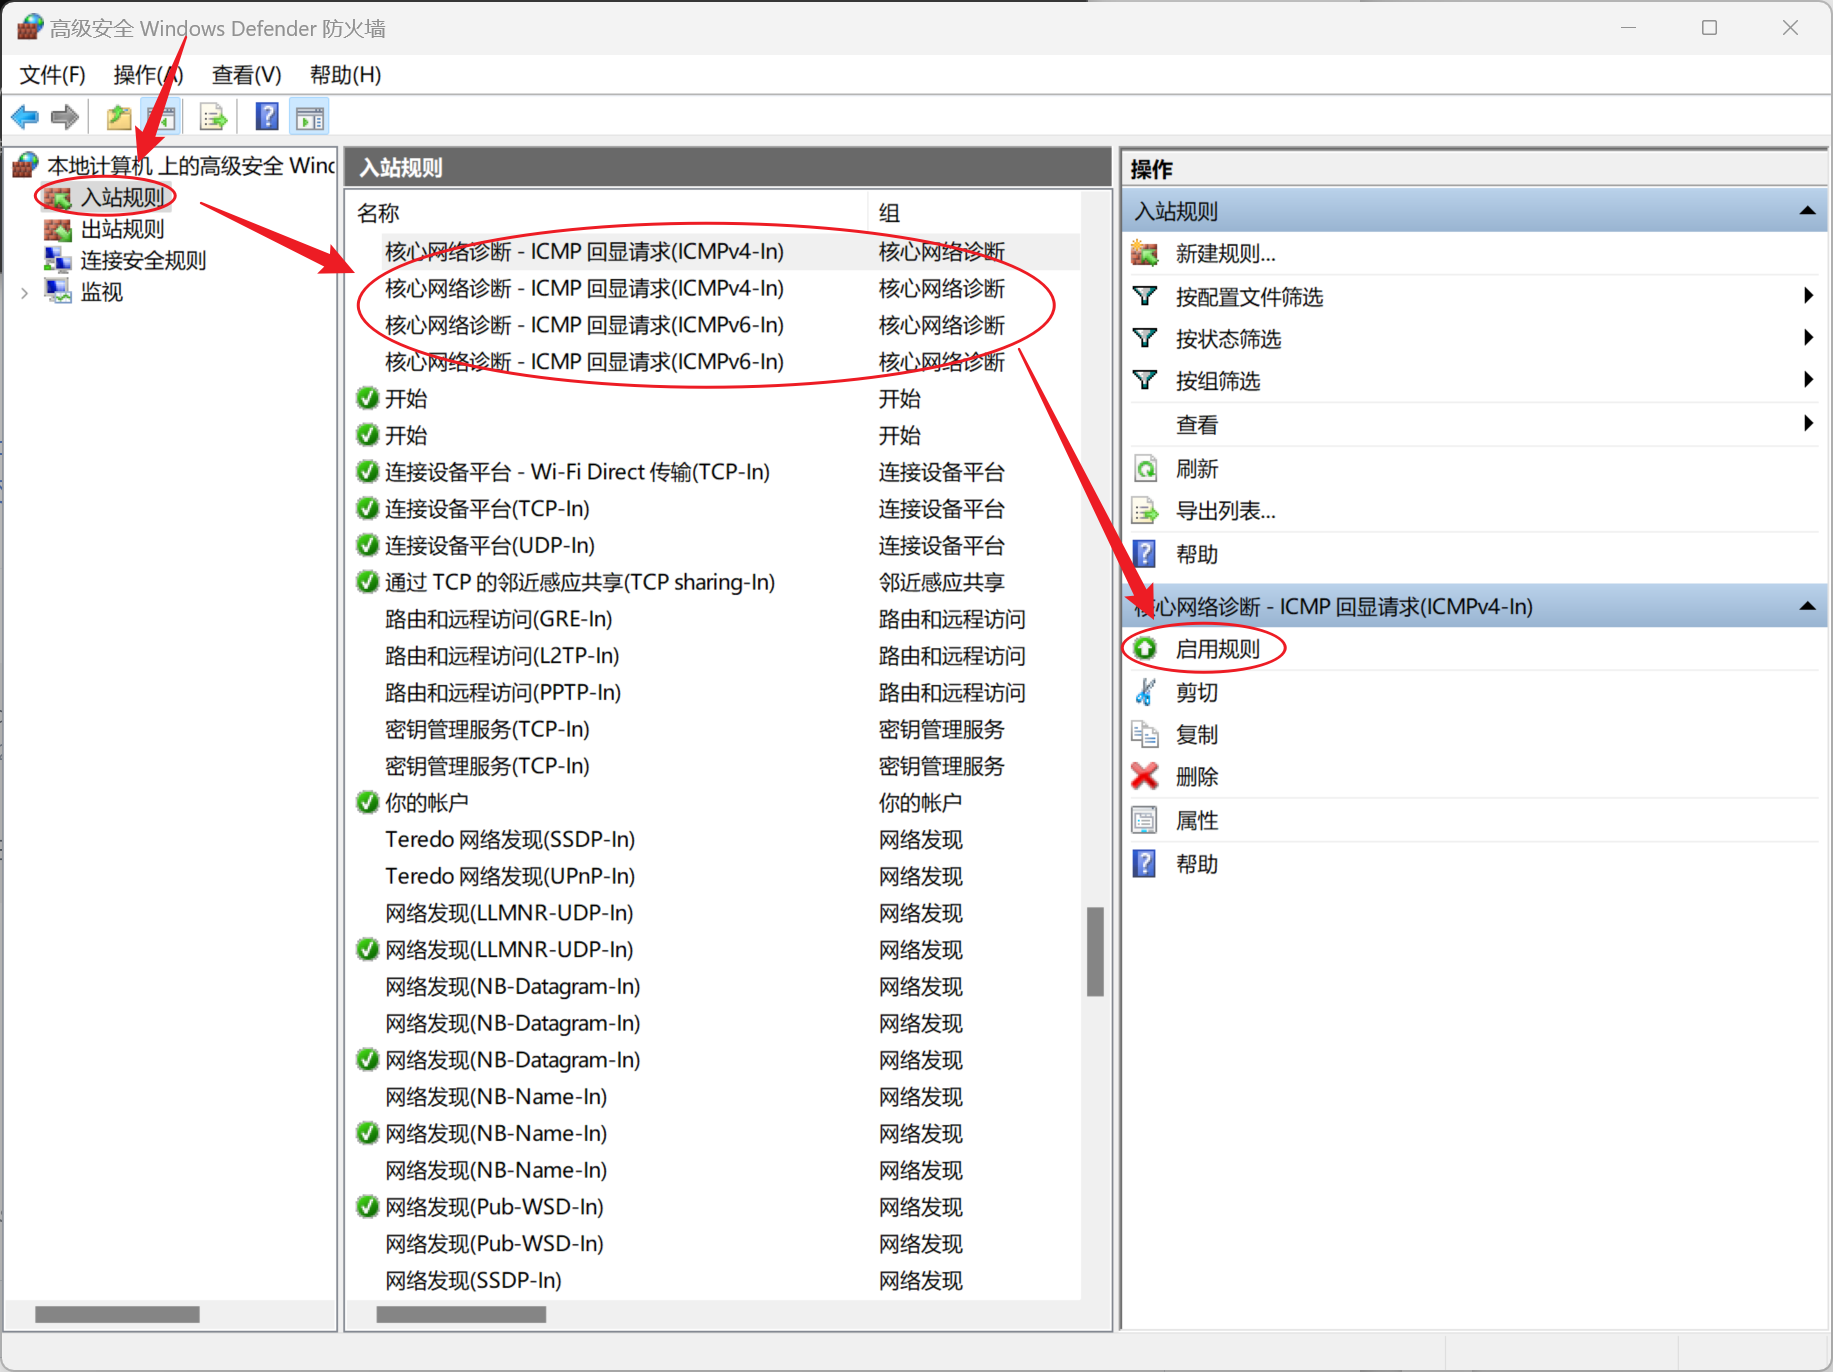 高级安全 Windows Defender 防火墙
文件(F) 操作(A) 查看(V) 帮助(H)
本地计算机 上的高级安全 Wind
入站规则
出站规则
连接安全规则
监视
入站规则
名称 组
核心网络诊断 - ICMP 回显请求(ICMPv4-In) 核心网络诊断
核心网络诊断 - ICMP 回显请求(ICMPv4-In) 核心网络诊断
核心网络诊断 - ICMP 回显请求(ICMPv6-In) 核心网络诊断
核心网络诊断 - ICMP 回显请求(ICMPv6-In) 核心网络诊断
开始 开始
开始 开始
连接设备平台 - Wi-Fi Direct 传输(TCP-In) 连接设备平台
连接设备平台(TCP-In) 连接设备平台
连接设备平台(UDP-In) 连接设备平台
通过 TCP 的邻近感应共享(TCP sharing-In) 邻近感应共享
路由和远程访问(GRE-In) 路由和远程访问
路由和远程访问(L2TP-In) 路由和远程访问
路由和远程访问(PPTP-In) 路由和远程访问
密钥管理服务(TCP-In) 密钥管理服务
密钥管理服务(TCP-In) 密钥管理服务
你的帐户 你的帐户
Teredo 网络发现(SSDP-In) 网络发现
Teredo 网络发现(UPnP-In) 网络发现
网络发现(LLMNR-UDP-In) 网络发现
网络发现(LLMNR-UDP-In) 网络发现
网络发现(NB-Datagram-In) 网络发现
网络发现(NB-Datagram-In) 网络发现
网络发现(NB-Datagram-In) 网络发现
网络发现(NB-Name-In) 网络发现
网络发现(NB-Name-In) 网络发现
网络发现(NB-Name-In) 网络发现
网络发现(Pub-WSD-In) 网络发现
网络发现(Pub-WSD-In) 网络发现
网络发现(SSDP-In) 网络发现
操作
入站规则
新建规则...
按配置文件筛选
按状态筛选
按组筛选
查看
刷新
导出列表...
帮助
核心网络诊断 - ICMP 回显请求(ICMPv4-In)
启用规则
剪切
复制
删除
属性
帮助